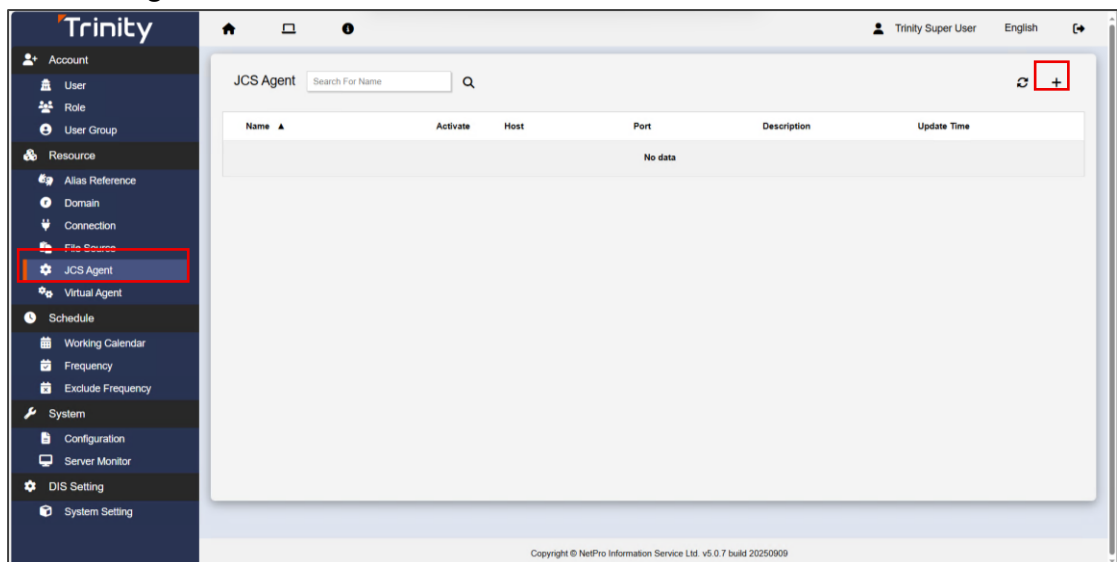 Trinity
Trinity Super User English
Account
User
Role
User Group
Resource
Alias Reference
Domain
Connection
File Source
JCS Agent
Virtual Agent
Schedule
Working Calendar
Frequency
Exclude Frequency
System
Configuration
Server Monitor
DIS Setting
System Setting
JCS Agent Search For Name
Name ▲ Activate Host Port Description Update Time
No data
Copyright © NetPro Information Service Ltd. v5.0.7 build 20250909